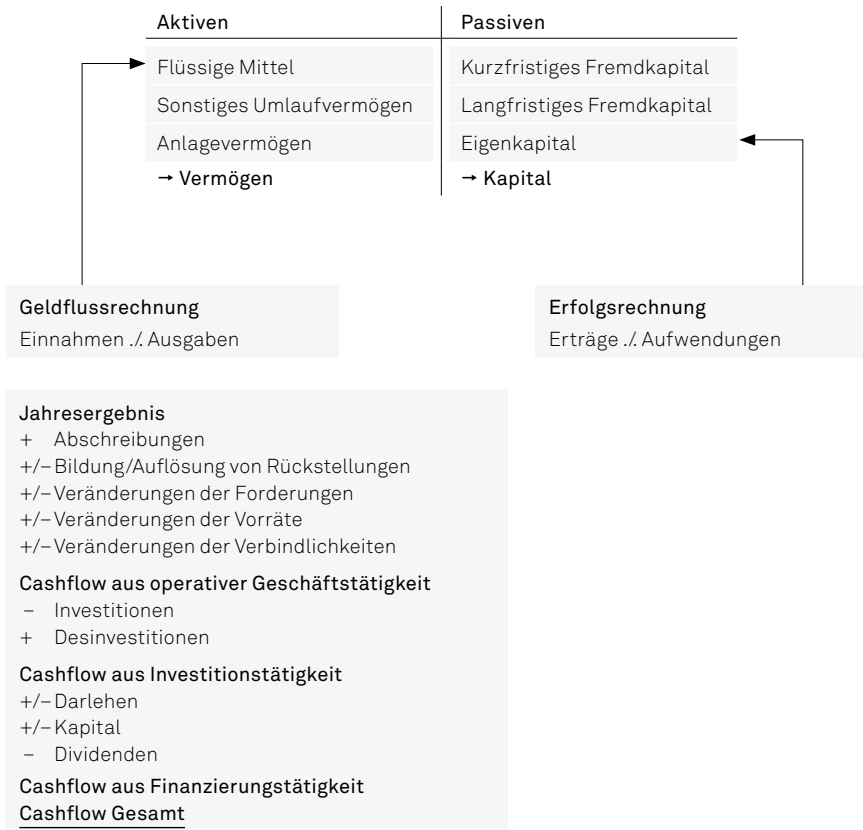 Aktiven Passiven
Flüssige Mittel Kurzfristiges Fremdkapital
Sonstiges Umlaufvermögen Langfristiges Fremdkapital
Anlagevermögen Eigenkapital
→ Vermögen → Kapital
Geldflussrechnung
Einnahmen ./. Ausgaben
Erfolgsrechnung
Erträge ./. Aufwendungen
Jahresergebnis
+ Abschreibungen
+/– Bildung/Auflösung von Rückstellungen
+/– Veränderungen der Forderungen
+/– Veränderungen der Vorräte
+/– Veränderungen der Verbindlichkeiten
Cashflow aus operativer Geschäftstätigkeit
– Investitionen
+ Desinvestitionen
Cashflow aus Investitionstätigkeit
+/– Darlehen
+/– Kapital
– Dividenden
Cashflow aus Finanzierungstätigkeit
Cashflow Gesamt